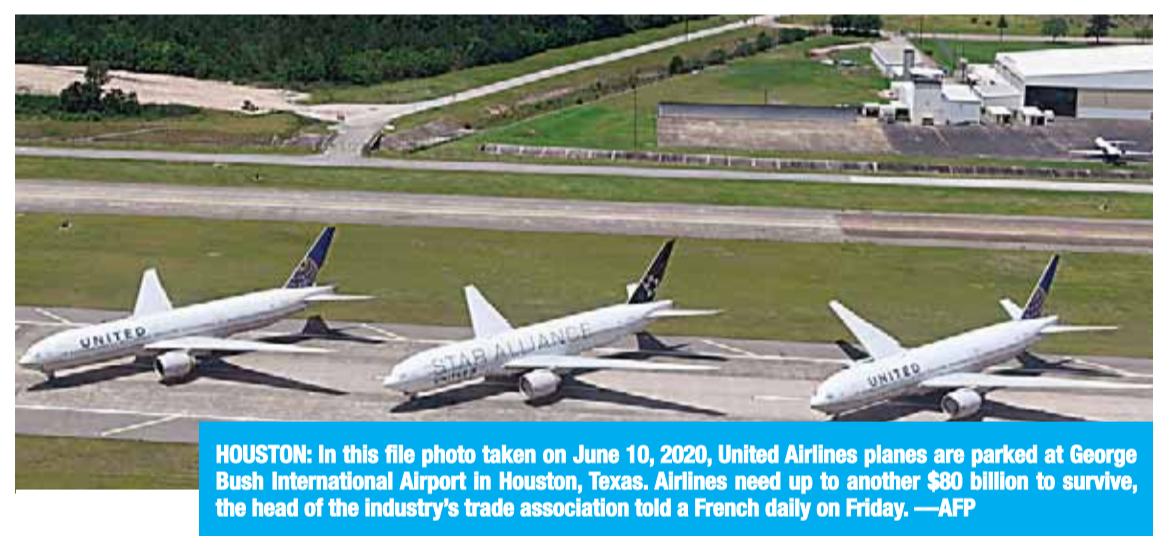 UNITED
STAR ALLIANCE
UNITED
UNITED
HOUSTON: In this file photo taken on June 10, 2020, United Airlines planes are parked at George
Bush International Airport in Houston, Texas. Airlines need up to another $80 billion to survive,
the head of the industry's trade association told a French daily on Friday. —AFP